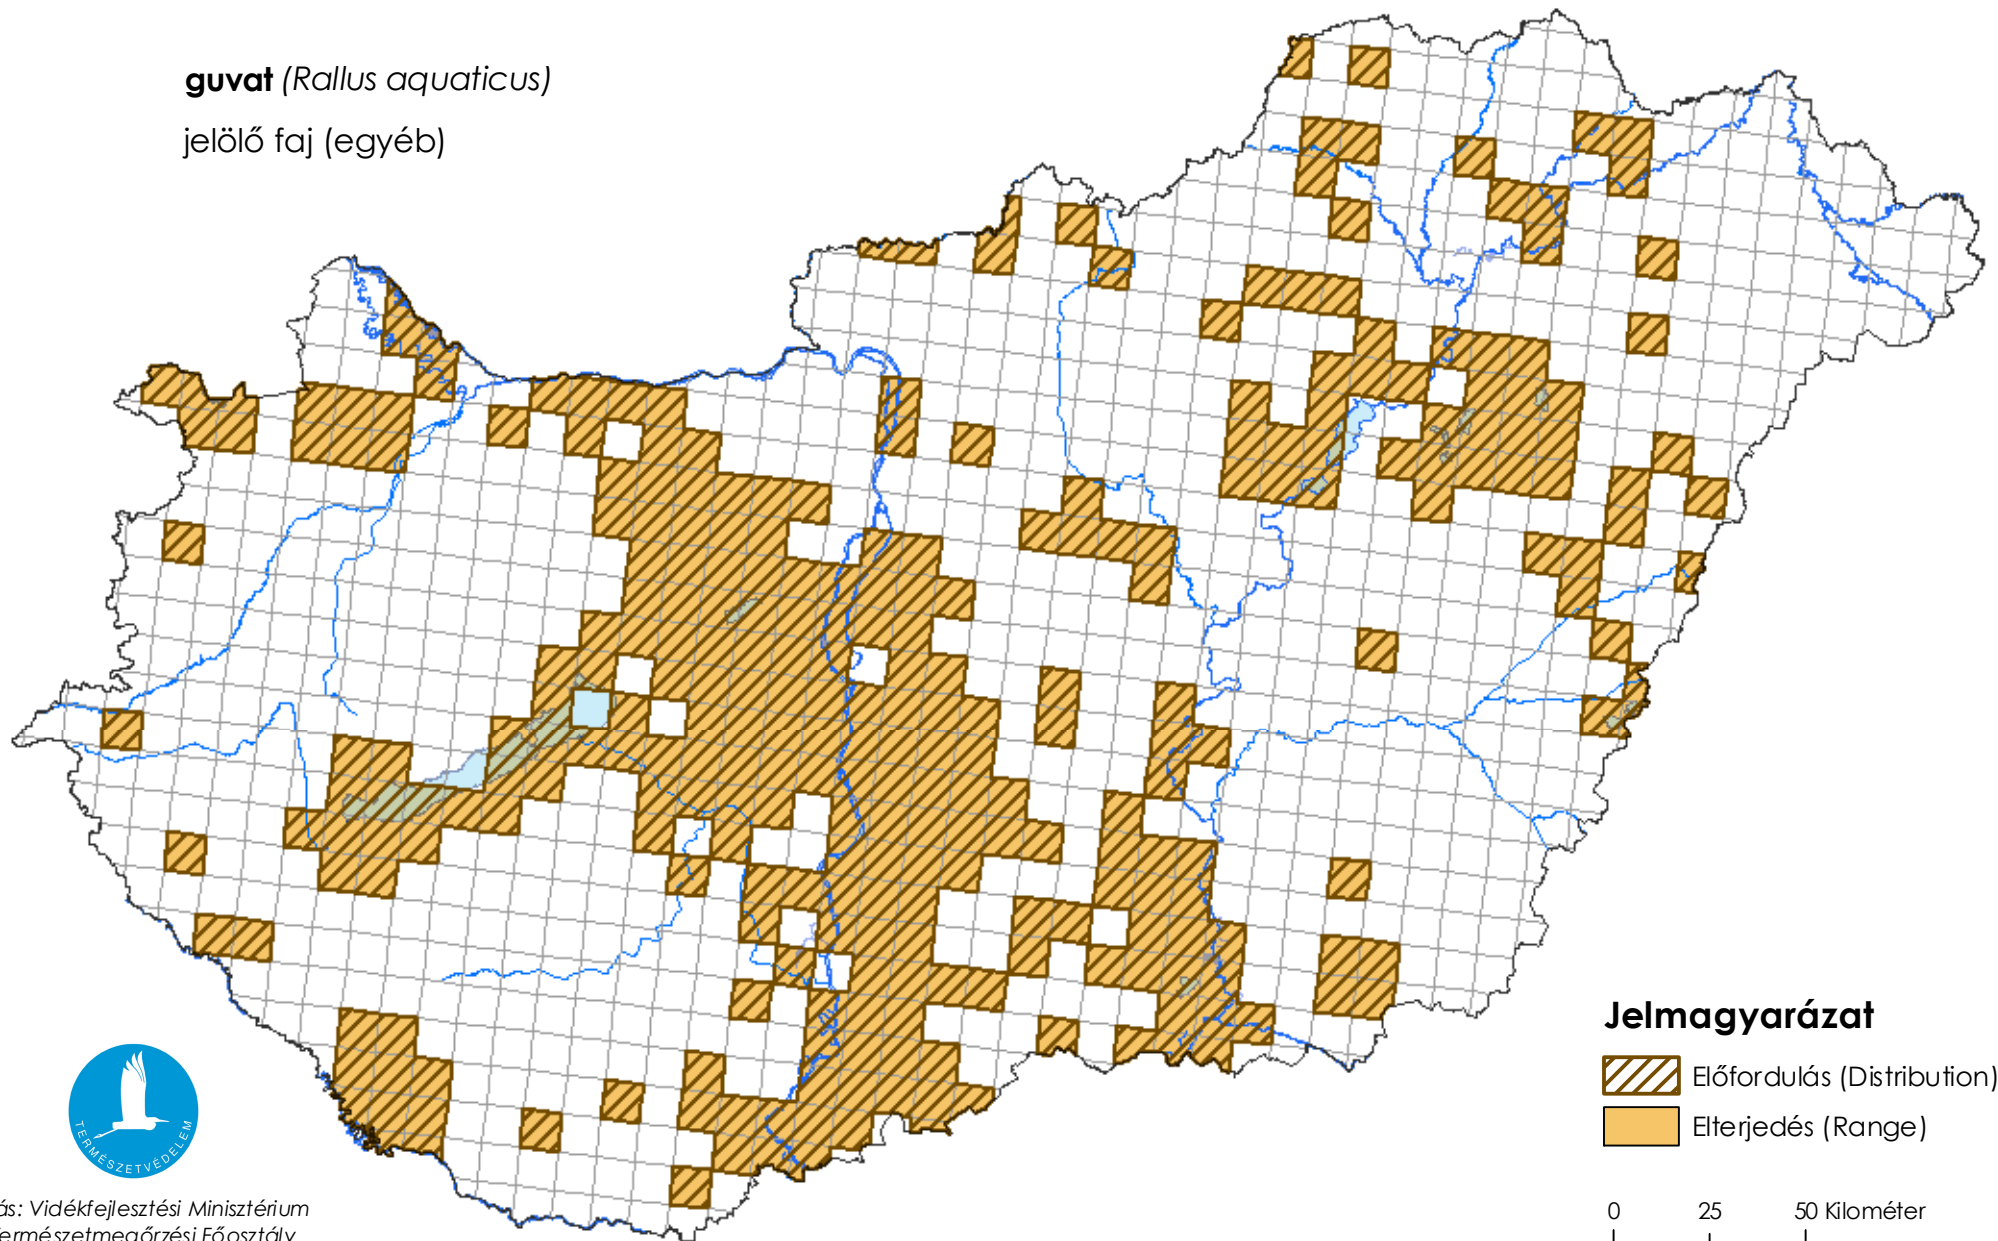 guvat (Rallus aquaticus)
jelölő faj (egyéb)
Jelmagyarázat
Előfordulás (Distribution)
Elterjedés (Range)
0 25 50 Kilométer
TERMÉSZETVÉDELEM
Vidékfejlesztési Minisztérium
Főosztály